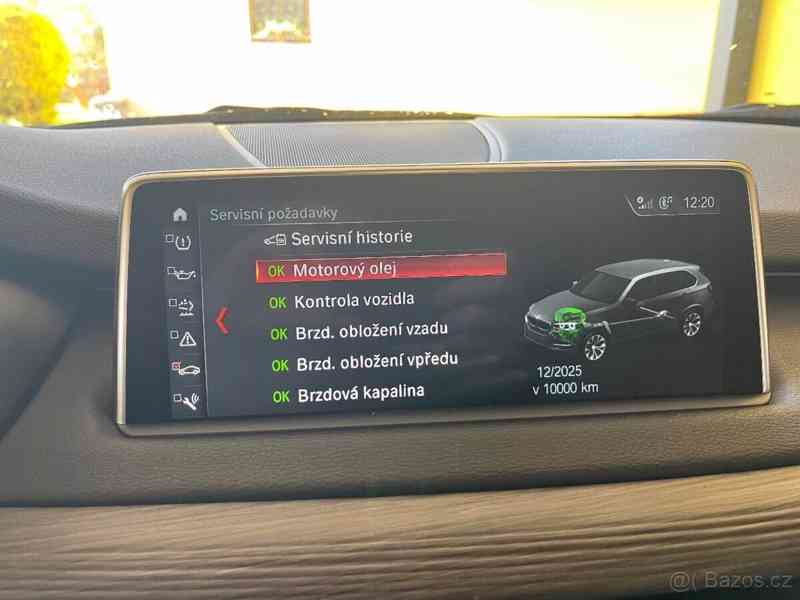 Servisní požadavky
12:20
Servisní historie
OK Motorový olej
OK Kontrola vozidla
OK Brzd. obložení vzadu
OK Brzd. obložení vpředu
OK Brzdová kapalina
12/2025
v 10000 km
@( Bazos.cz